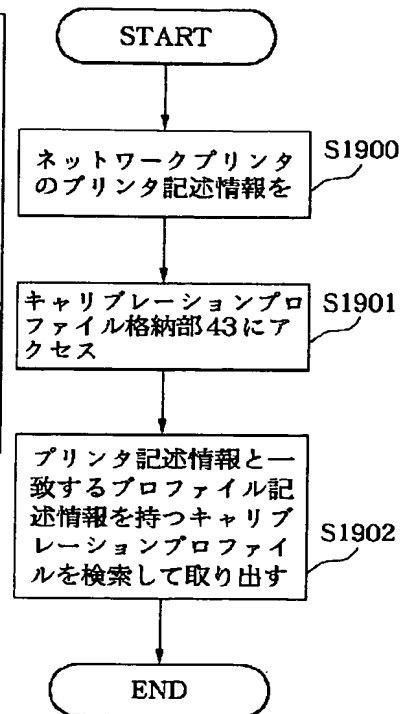 START
ネットワークプリンタ
のプリンタ記述情報を
S1900
キャリブレーションプロ
ファイル格納部43にア
クセス
S1901
プリンタ記述情報と一
致するプロファイル記
述情報を持つキャリブ
レーションプロファイ
ルを検索して取り出す
S1902
END